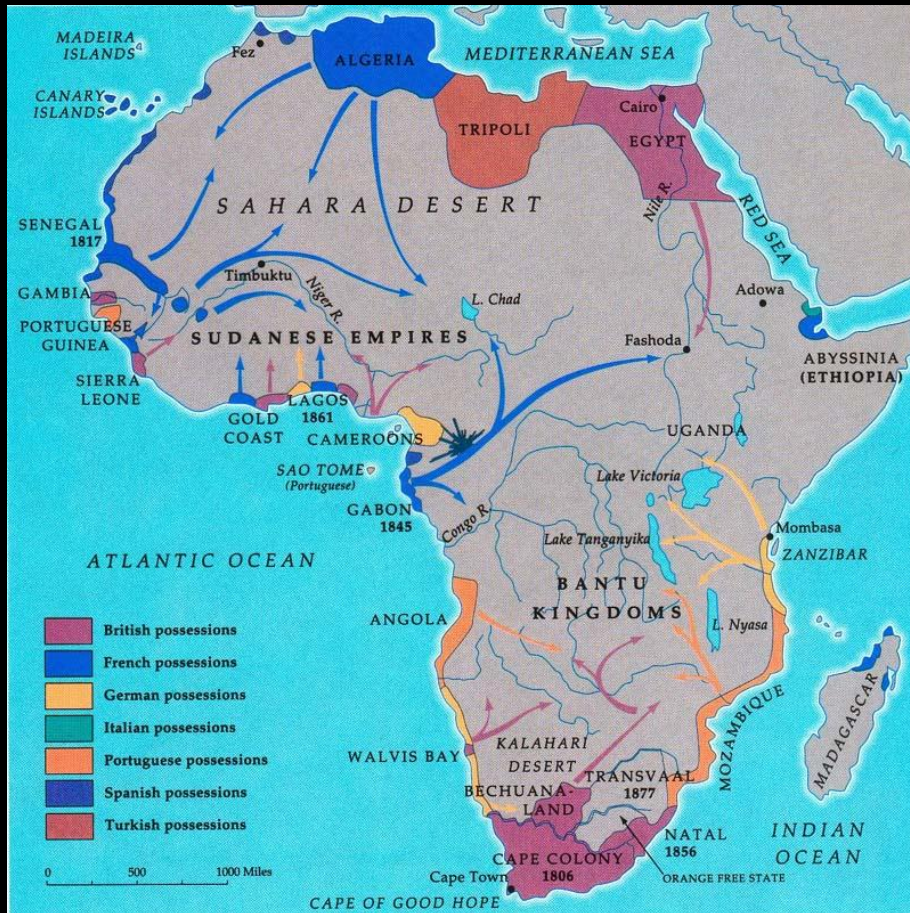 MADEIRA
ISLANDS
Fez
ALGERIA
MEDITERRANEAN SEA
CANARY
ISLANDS
TRIPOLI
Cairo
EGYPT
SAHARA DESERT
Nile R.
RED SEA
SENEGAL
1817
Timbuktu
Niger R.
L. Chad
Adowa
GAMBIA
PORTUGUESE
GUINEA
SUDANESE EMPIRES
Fashoda
ABYSSINIA
(ETHIOPIA)
SIERRA
LEONE
GOLD
COAST
LAGOS
1861
CAMEROONS
UGANDA
SAO TOME
(Portuguese)
Lake Victoria
GABON
1845
Congo R.
Mombasa
Lake Tanganyika
ZANZIBAR
ATLANTIC OCEAN
BANTU
KINGDOMS
ANGOLA
L. Nyasa
British possessions
French possessions
German possessions
Italian possessions
Portuguese possessions
Spanish possessions
Turkish possessions
MOZAMBIQUE
MADAGASCAR
WALVIS BAY
KALAHARI
DESERT
BECHUANA-
LAND
TRANSVAAL
1877
NATAL
1856
INDIAN
OCEAN
CAPE COLONY
1806
ORANGE FREE STATE
Cape Town
CAPE OF GOOD HOPE
0 500 1000 Miles